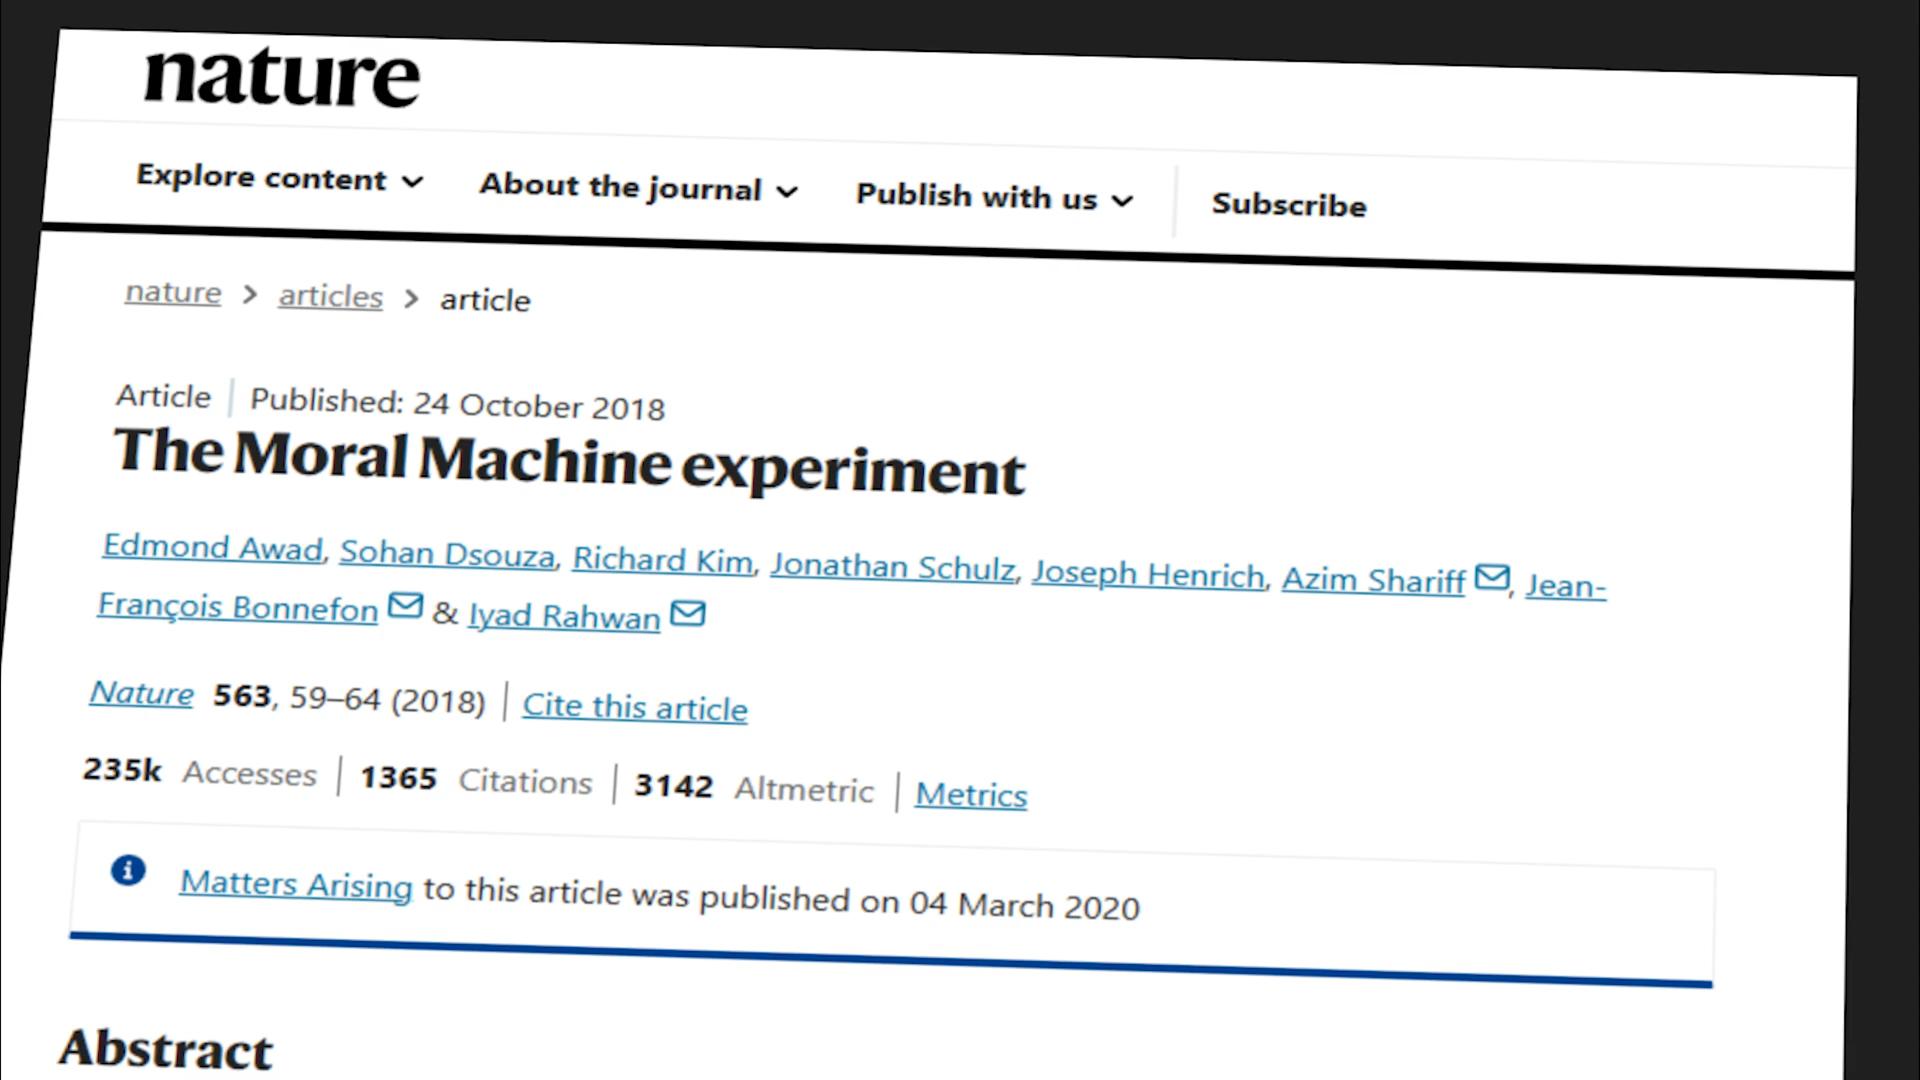 nature
Explore content About the journal Publish with us Subscribe
nature > articles > article
Article | Published: 24 October 2018
The Moral Machine experiment
Edmond Awad, Sohan Dsouza, Richard Kim, Jonathan Schulz, Joseph Henrich, Azim Shariff, Jean-
François Bonnefon & Iyad Rahwan
Nature 563, 59–64 (2018) | Cite this article
235k Accesses | 1365 Citations | 3142 Altmetric | Metrics
Matters Arising to this article was published on 04 March 2020
Abstract